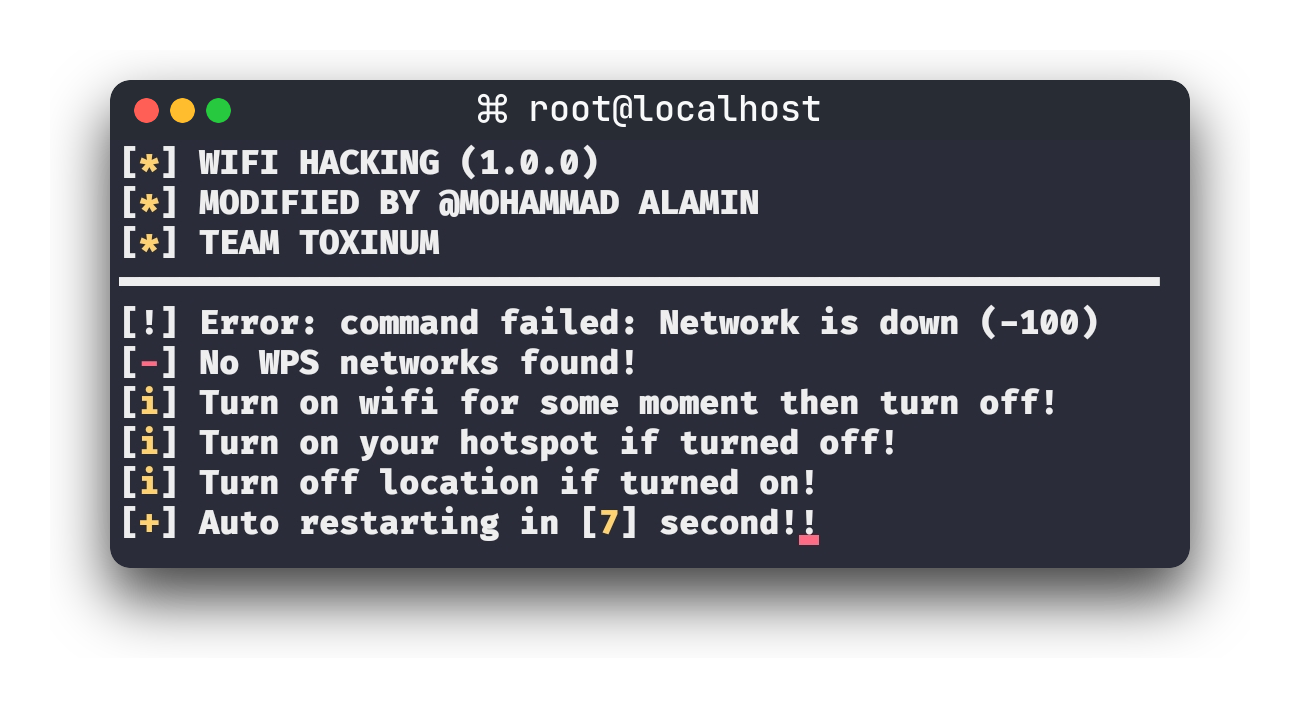 ⌘ root@localhost
[*] WIFI HACKING (1.0.0)
[*] MODIFIED BY @MOHAMMAD ALAMIN
[*] TEAM TOXINUM
[!] Error: command failed: Network is down (-100)
[-] No WPS networks found!
[i] Turn on wifi for some moment then turn off!
[i] Turn on your hotspot if turned off!
[i] Turn off location if turned on!
[+] Auto restarting in [7] second!!